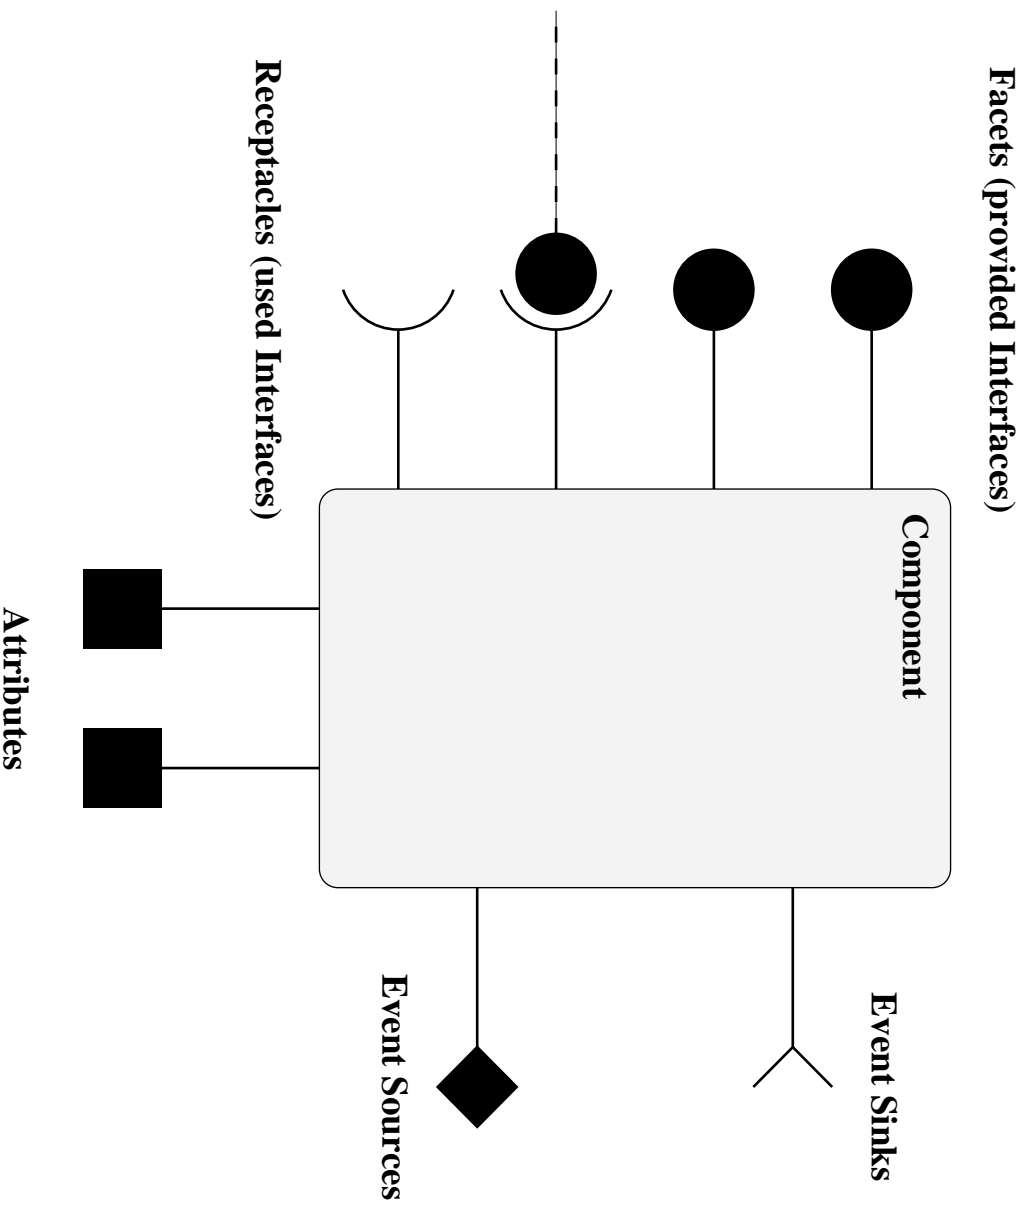 Facets (provided Interfaces)
Component
Event Sinks
Receptacles (used Interfaces)
Event Sources
Attributes